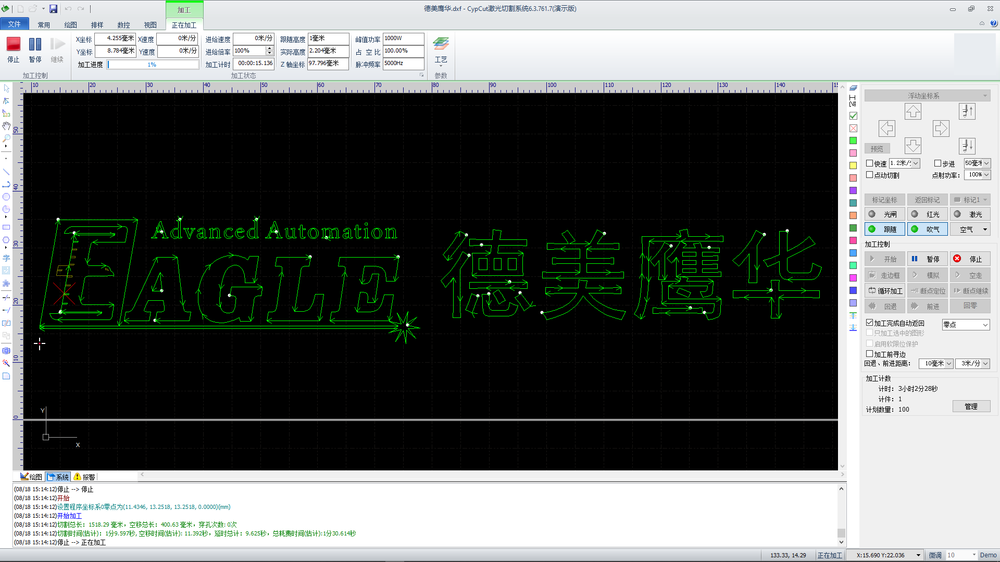 加工
德美鹰华.dxf - CypCut激光切割系统6.3.761.7(演示版)
文件 常用 绘图 排样 数控 视图 正在加工
停止 暂停 继续
X坐标 4.255毫米 X速度 0米/分
Y坐标 8.784毫米 Y速度 0米/分
加工进度 1%
加工控制
进给速度 0米/分 跟随高度 1毫米
进给倍率 100% 实际高度 2.204毫米
加工计时 00:00:15.136 Z 轴坐标 97.796毫米
加工状态
峰值功率 1000W
占 空 比 100.00%
脉冲频率 5000Hz
工艺
参数
10 20 30 40 50 60 70 80 90 100 110 120 130 140 15
50
40
30
20
10
0
123
字
Advanced Automation
EAGLE
德美鹰华
Y
X
浮动坐标系
预览
快速 1.2米/分 步进 50毫米
点动切割 点射功率: 100%
标记坐标 返回标记 标记1
光闸 红光 激光
跟随 吹气 空气
加工控制
开始 暂停 停止
走边框 模拟 空走
循环加工 断点定位 断点继续
回退 前进 回零
加工完成自动返回 零点
只加工选中的图形
启用软限位保护
加工前寻边
回退、前进距离: 10毫米 3米/分
加工计数
计时: 3小时2分28秒
计件: 1
计划数量: 100
管理
绘图 系统 报警
(08/18 15:14:12)停止 --> 停止
(08/18 15:14:12)开始
(08/18 15:14:12)设置程序坐标系0零点为(11.4346, 13.2518, 13.2518, 0.0000)(mm)
(08/18 15:14:12)开始加工
(08/18 15:14:12)切割总长: 1518.29 毫米, 空移总长: 400.63 毫米, 穿孔次数: 0次
(08/18 15:14:12)切割时间(估计): 1分9.597秒, 空移时间(估计): 11.392秒, 延时总计: 9.625秒, 总耗费时间(估计):1分30.614秒
(08/18 15:14:12)停止 --> 正在加工
133.33, 14.29 正在加工 X:15.690 Y:22.036 微调 10 Demo